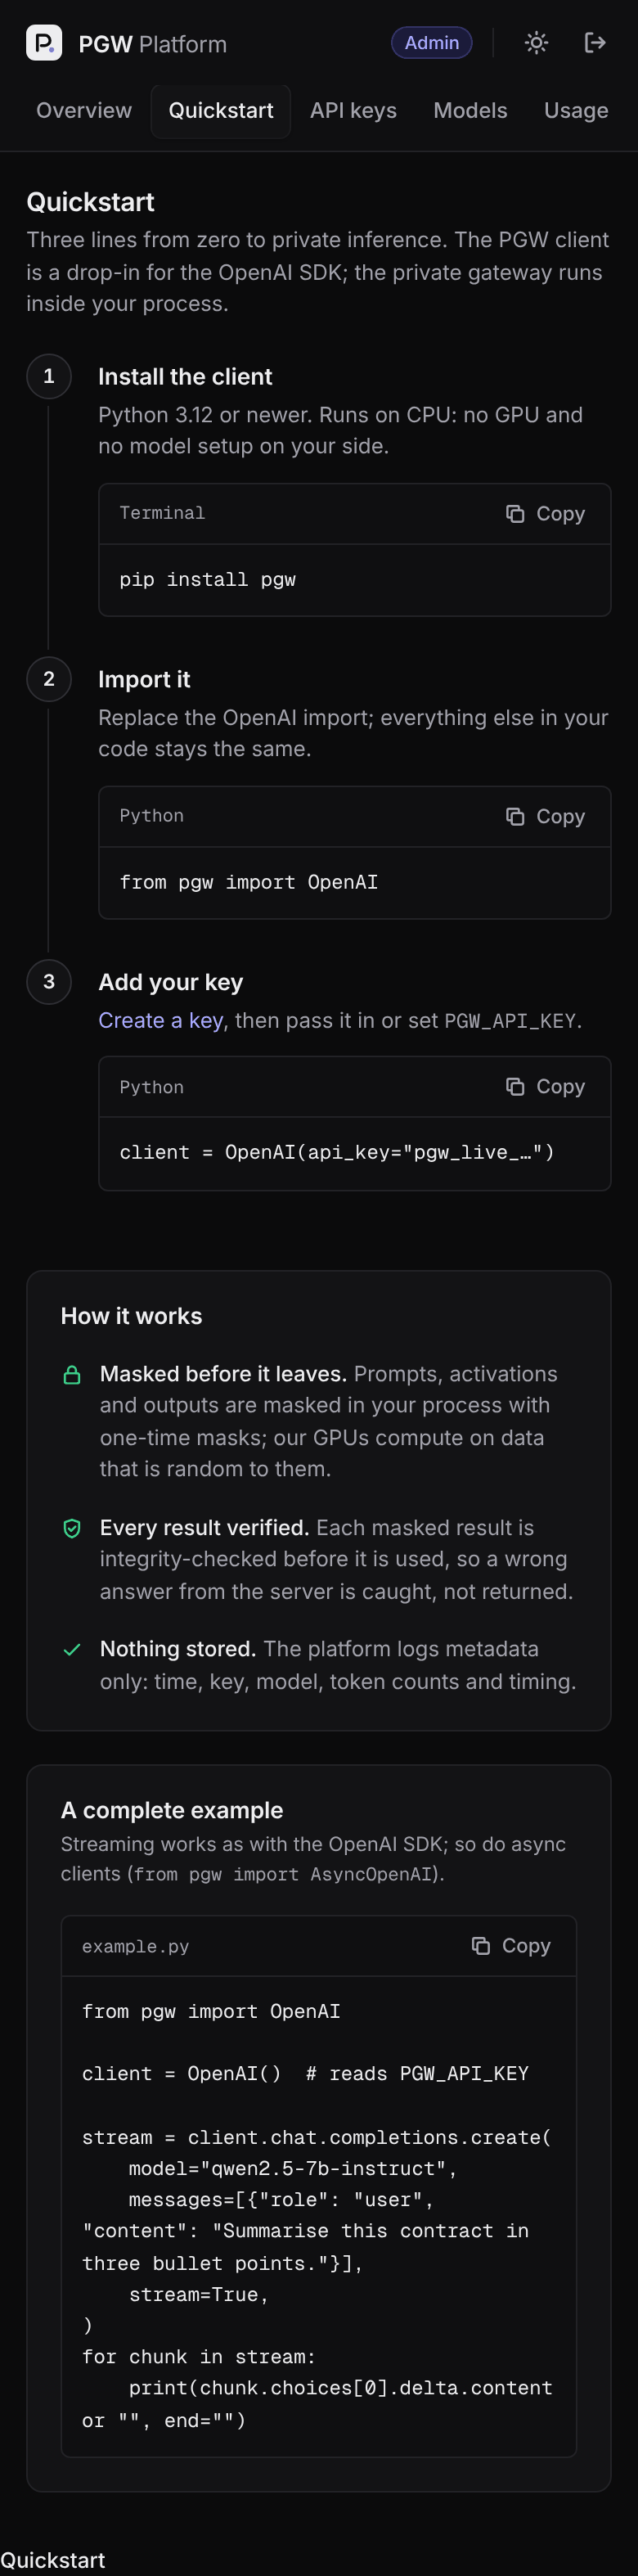 P. PGW Platform Admin
Overview Quickstart API keys Models Usage
Quickstart
Three lines from zero to private inference. The PGW client
is a drop-in for the OpenAI SDK; the private gateway runs
inside your process.
1 Install the client
Python 3.12 or newer. Runs on CPU: no GPU and
no model setup on your side.
Terminal Copy
pip install pgw
2 Import it
Replace the OpenAI import; everything else in your
code stays the same.
Python Copy
from pgw import OpenAI
3 Add your key
Create a key, then pass it in or set PGW_API_KEY.
Python Copy
client = OpenAI(api_key="pgw_live_…")
How it works
Masked before it leaves. Prompts, activations
and outputs are masked in your process with
one-time masks; our GPUs compute on data
that is random to them.
Every result verified. Each masked result is
integrity-checked before it is used, so a wrong
answer from the server is caught, not returned.
Nothing stored. The platform logs metadata
only: time, key, model, token counts and timing.
A complete example
Streaming works as with the OpenAI SDK; so do async
clients (from pgw import AsyncOpenAI).
example.py Copy
from pgw import OpenAI
client = OpenAI()  # reads PGW_API_KEY
stream = client.chat.completions.create(
    model="qwen2.5-7b-instruct",
    messages=[{"role": "user",
"content": "Summarise this contract in
three bullet points."}],
    stream=True,
)
for chunk in stream:
    print(chunk.choices[0].delta.content
or "", end="")
Quickstart